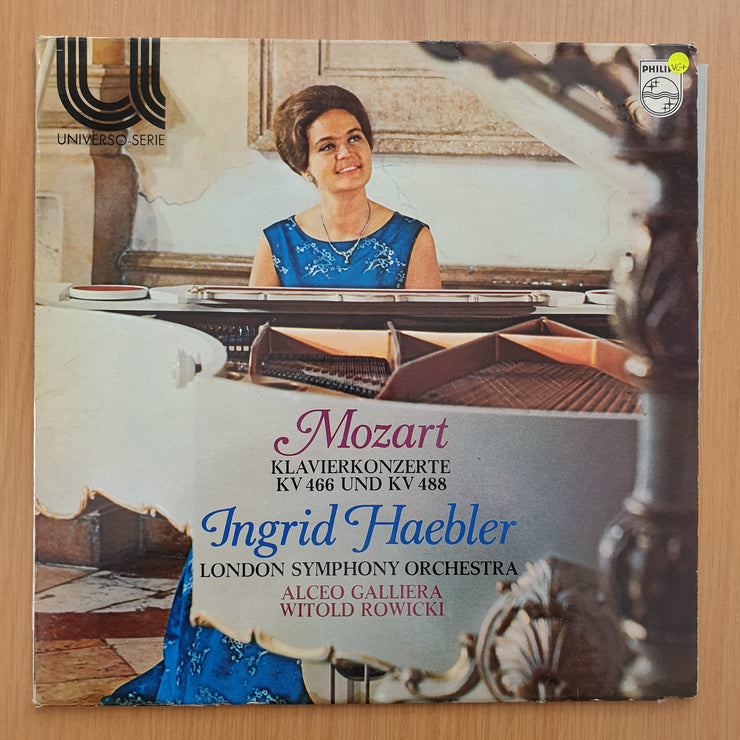 UNIVERSO-SERIE
PHILIPS
VG+
Mozart
KLAVIERKONZERTE
KV 466 UND KV 488
Ingrid Haebler
LONDON SYMPHONY ORCHESTRA
ALCEO GALLIERA
WITOLD ROWICKI